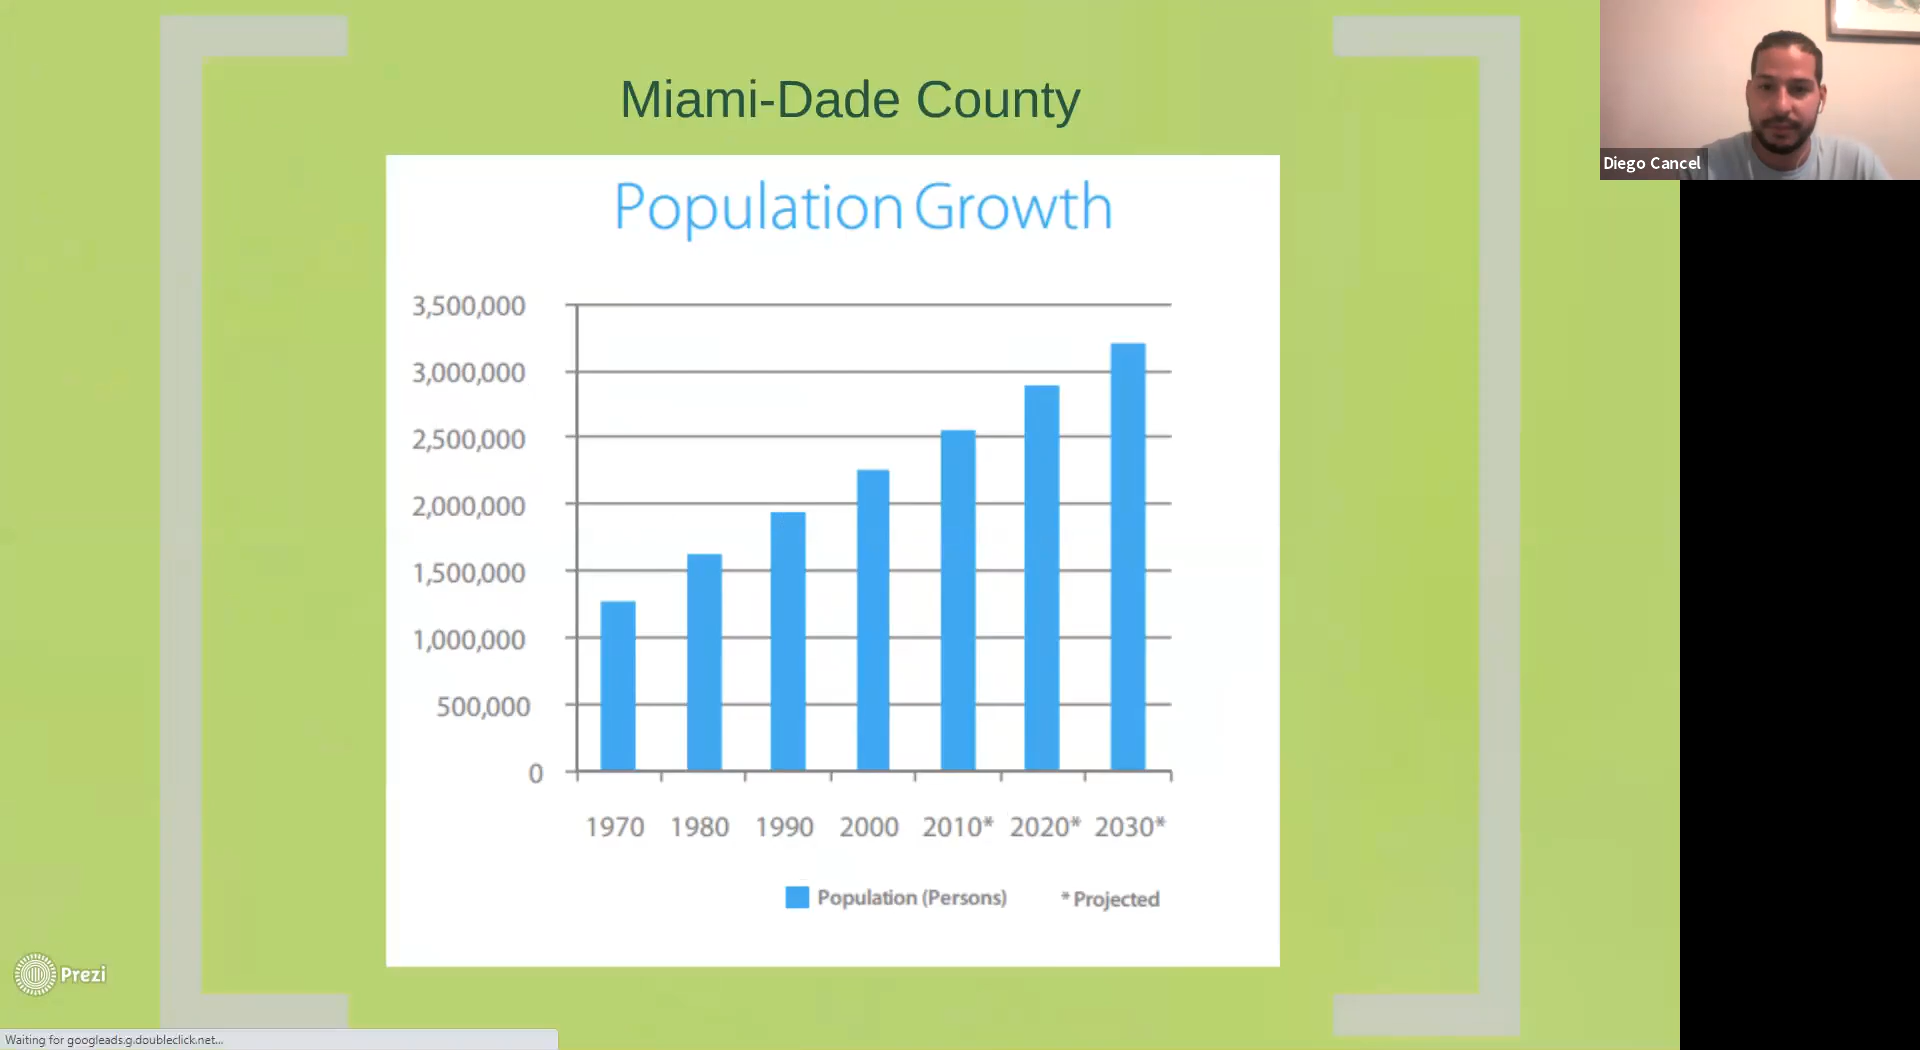 Miami-Dade County
Diego Cancel
Population Growth
3,500,000
3,000,000
2,500,000
2,000,000
1,500,000
1,000,000
500,000
0
1970 1980 1990 2000 2010* 2020* 2030*
Population (Persons) * Projected
Prezi
Waiting for googleads.g.doubleclick.net...